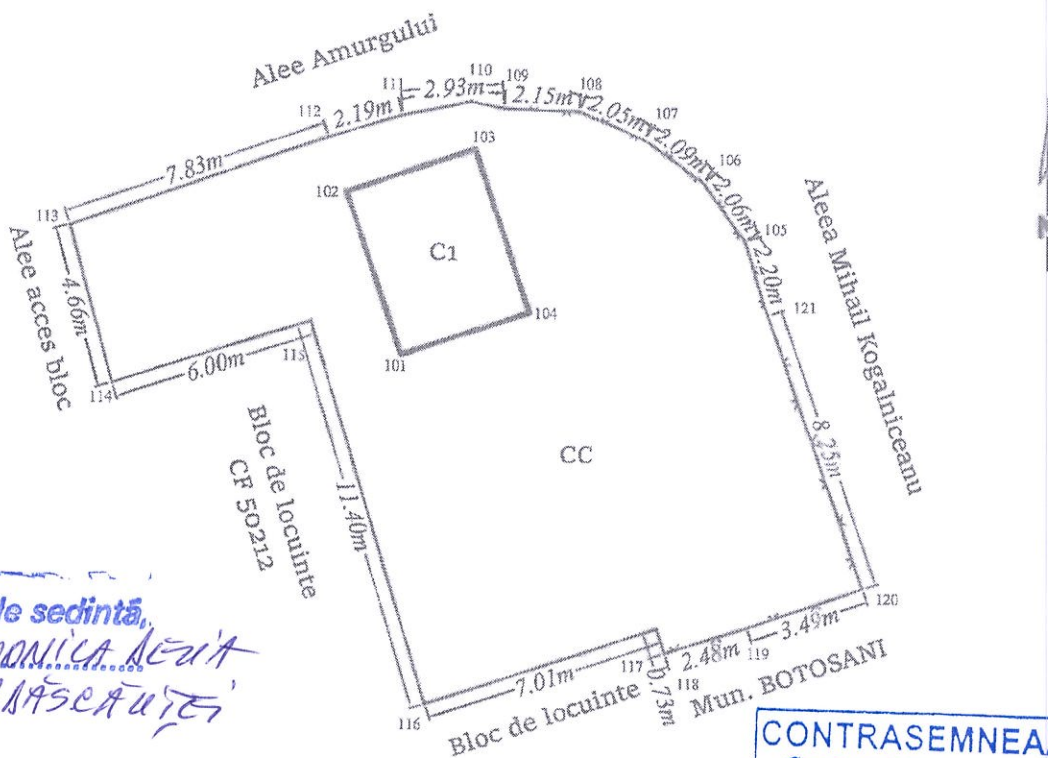 Alee Amurgului
110
109
111
2.93m
2.15m
108
2.05m
107
112
2.19m
2.09m
106
103
7.83m
102
2.06m
105
113
2.20m
121
Alee acces bloc
4.66m
C1
104
Aleea Mihail Kogalniceanu
114
6.00m
115
101
8.25m
Bloc de locuinte
CF 50212
11.40m
CC
120
de sedintă,
3.49m
119
2.48m
118
117
0.73m
7.01m
116
Bloc de locuinte
Mun. BOTOSANI